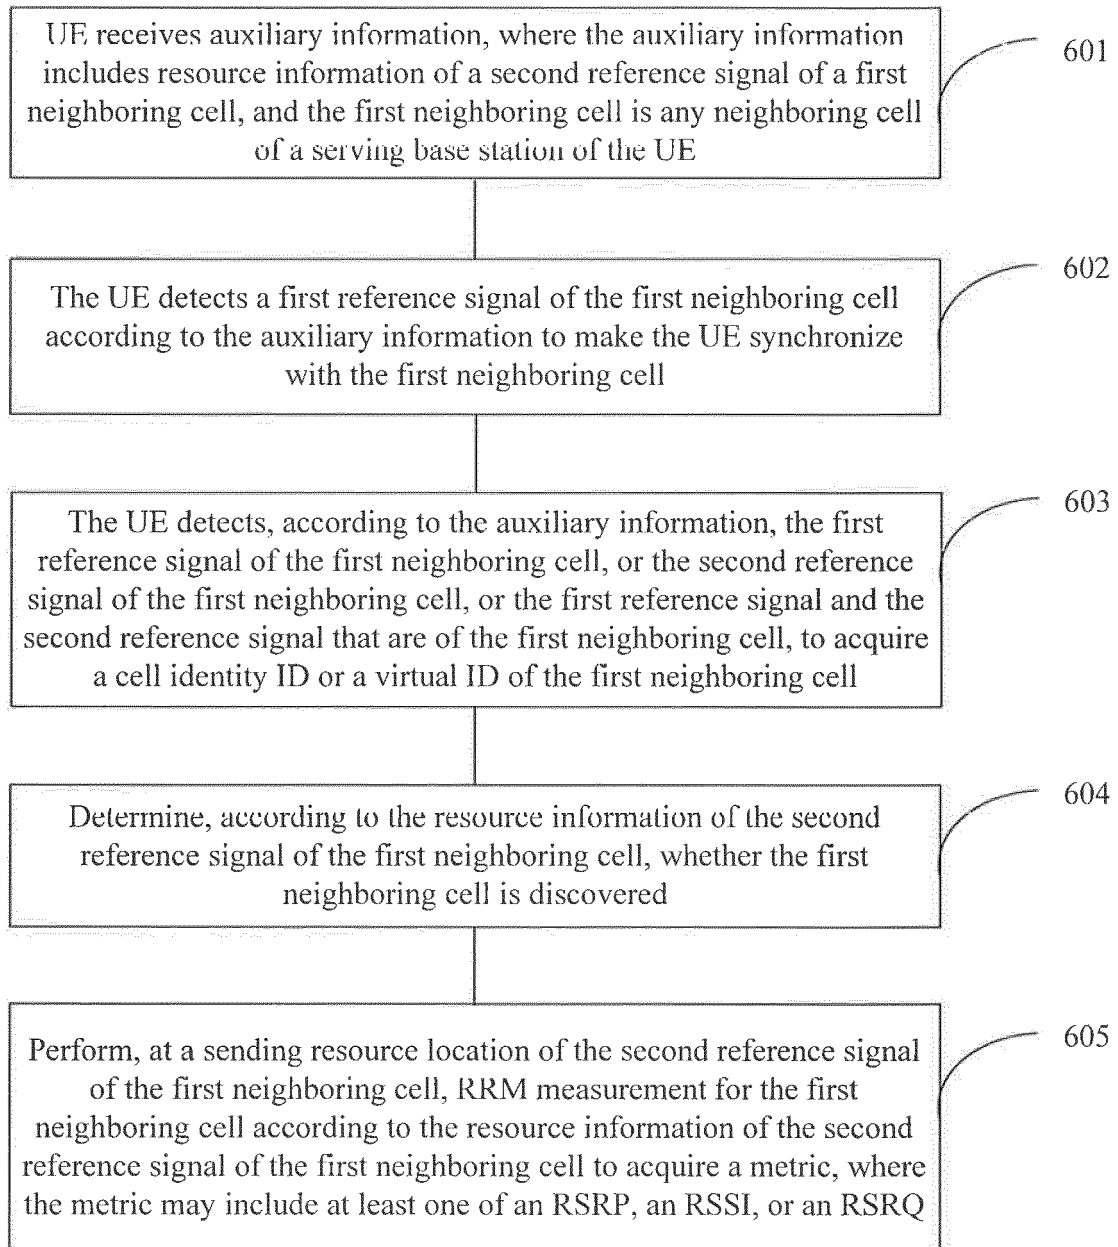 UE receives auxiliary information, where the auxiliary information
includes resource information of a second reference signal of a first
neighboring cell, and the first neighboring cell is any neighboring cell
of a serving base station of the UE
601
The UE detects a first reference signal of the first neighboring cell
according to the auxiliary information to make the UE synchronize
with the first neighboring cell
602
The UE detects, according to the auxiliary information, the first
reference signal of the first neighboring cell, or the second reference
signal of the first neighboring cell, or the first reference signal and the
second reference signal that are of the first neighboring cell, to acquire
a cell identity ID or a virtual ID of the first neighboring cell
603
Determine, according to the resource information of the second
reference signal of the first neighboring cell, whether the first
neighboring cell is discovered
604
Perform, at a sending resource location of the second reference signal
of the first neighboring cell, RRM measurement for the first
neighboring cell according to the resource information of the second
reference signal of the first neighboring cell to acquire a metric, where
the metric may include at least one of an RSRP, an RSSI, or an RSRQ
605